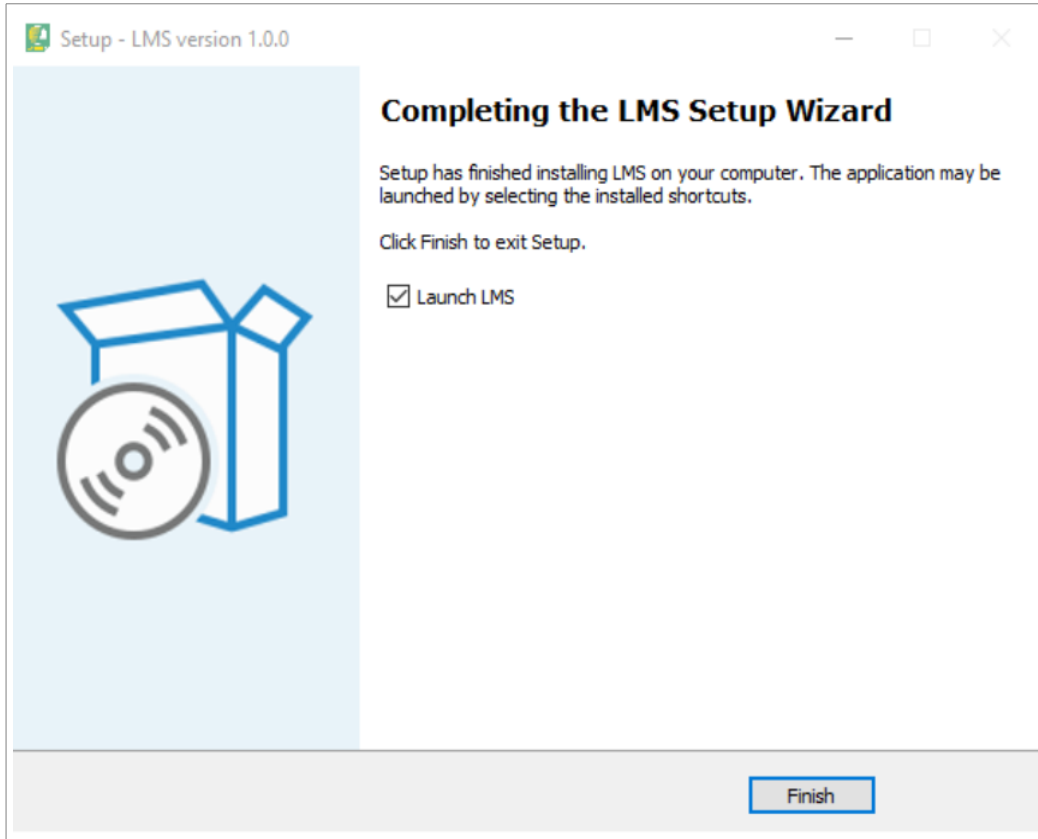 Setup - LMS version 1.0.0
Completing the LMS Setup Wizard
Setup has finished installing LMS on your computer. The application may be
launched by selecting the installed shortcuts.
Click Finish to exit Setup.
Launch LMS
Finish